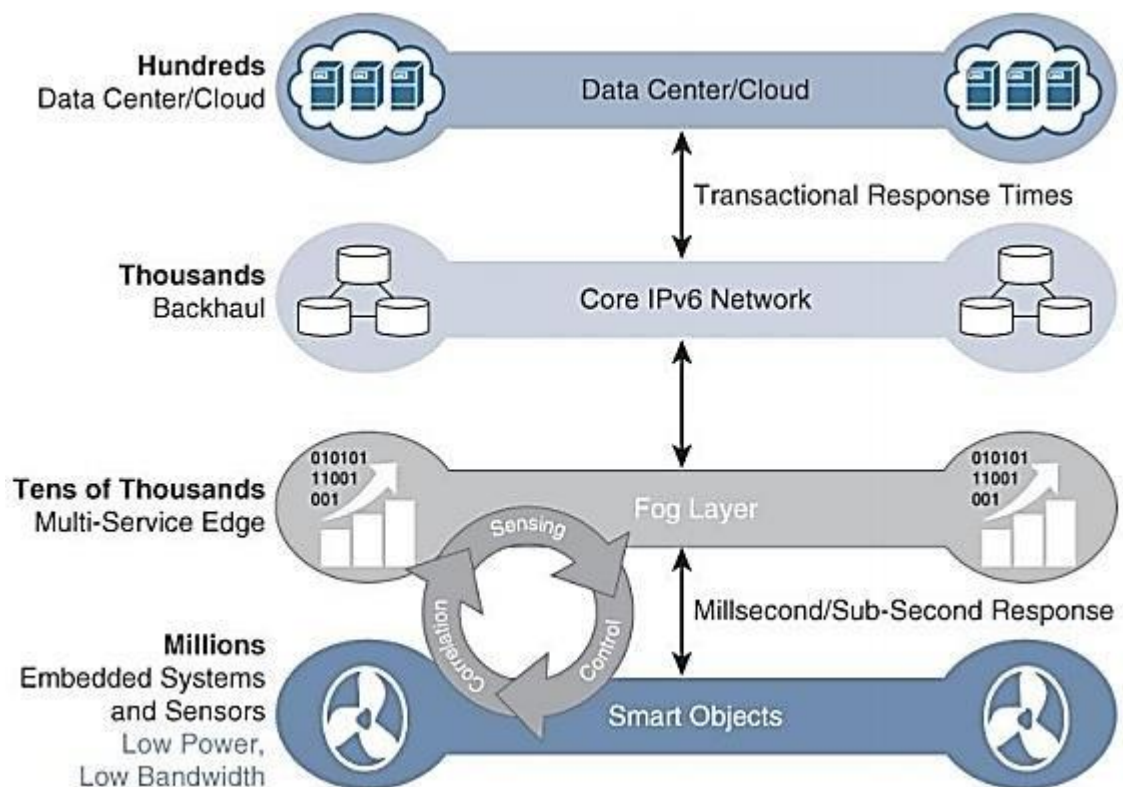 Hundreds
Data Center/Cloud
Data Center/Cloud
Transactional Response Times
Thousands
Backhaul
Core IPv6 Network
010101
11001
001
010101
11001
001
Tens of Thousands
Multi-Service Edge
Fog Layer
Sensing
Correlation
Control
Millsecond/Sub-Second Response
Millions
Embedded Systems
and Sensors
Low Power,
Low Bandwidth
Smart Objects